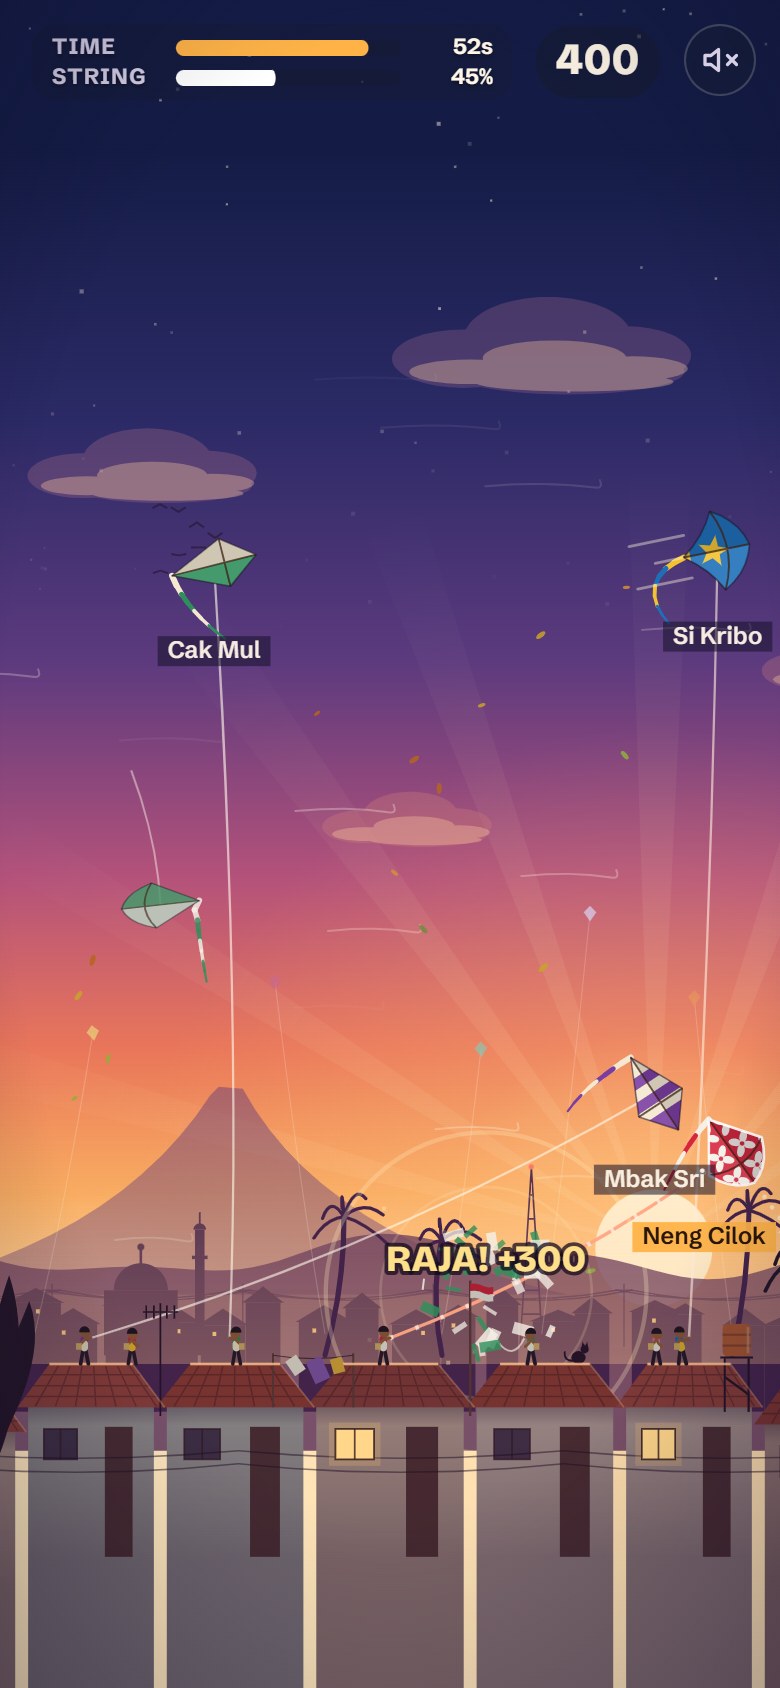 TIME 52s
STRING 45%
400
Cak Mul
Si Kribo
Mbak Sri
Neng Cilok
RAJA! +300